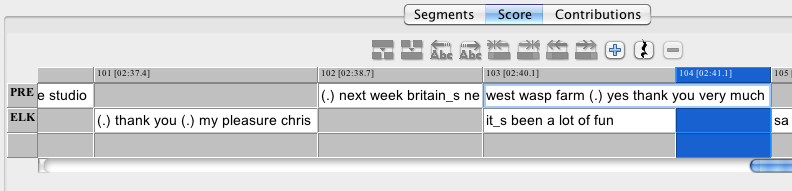 Segments Score Contributions
Abc Abc
101 [02:37.4] 102 [02:38.7] 103 [02:40.1] 104 [02:41.1] 105
PRE e studio (.) next week britain_s ne west wasp farm (.) yes thank you very much
ELK (.) thank you (.) my pleasure chris it_s been a lot of fun sa